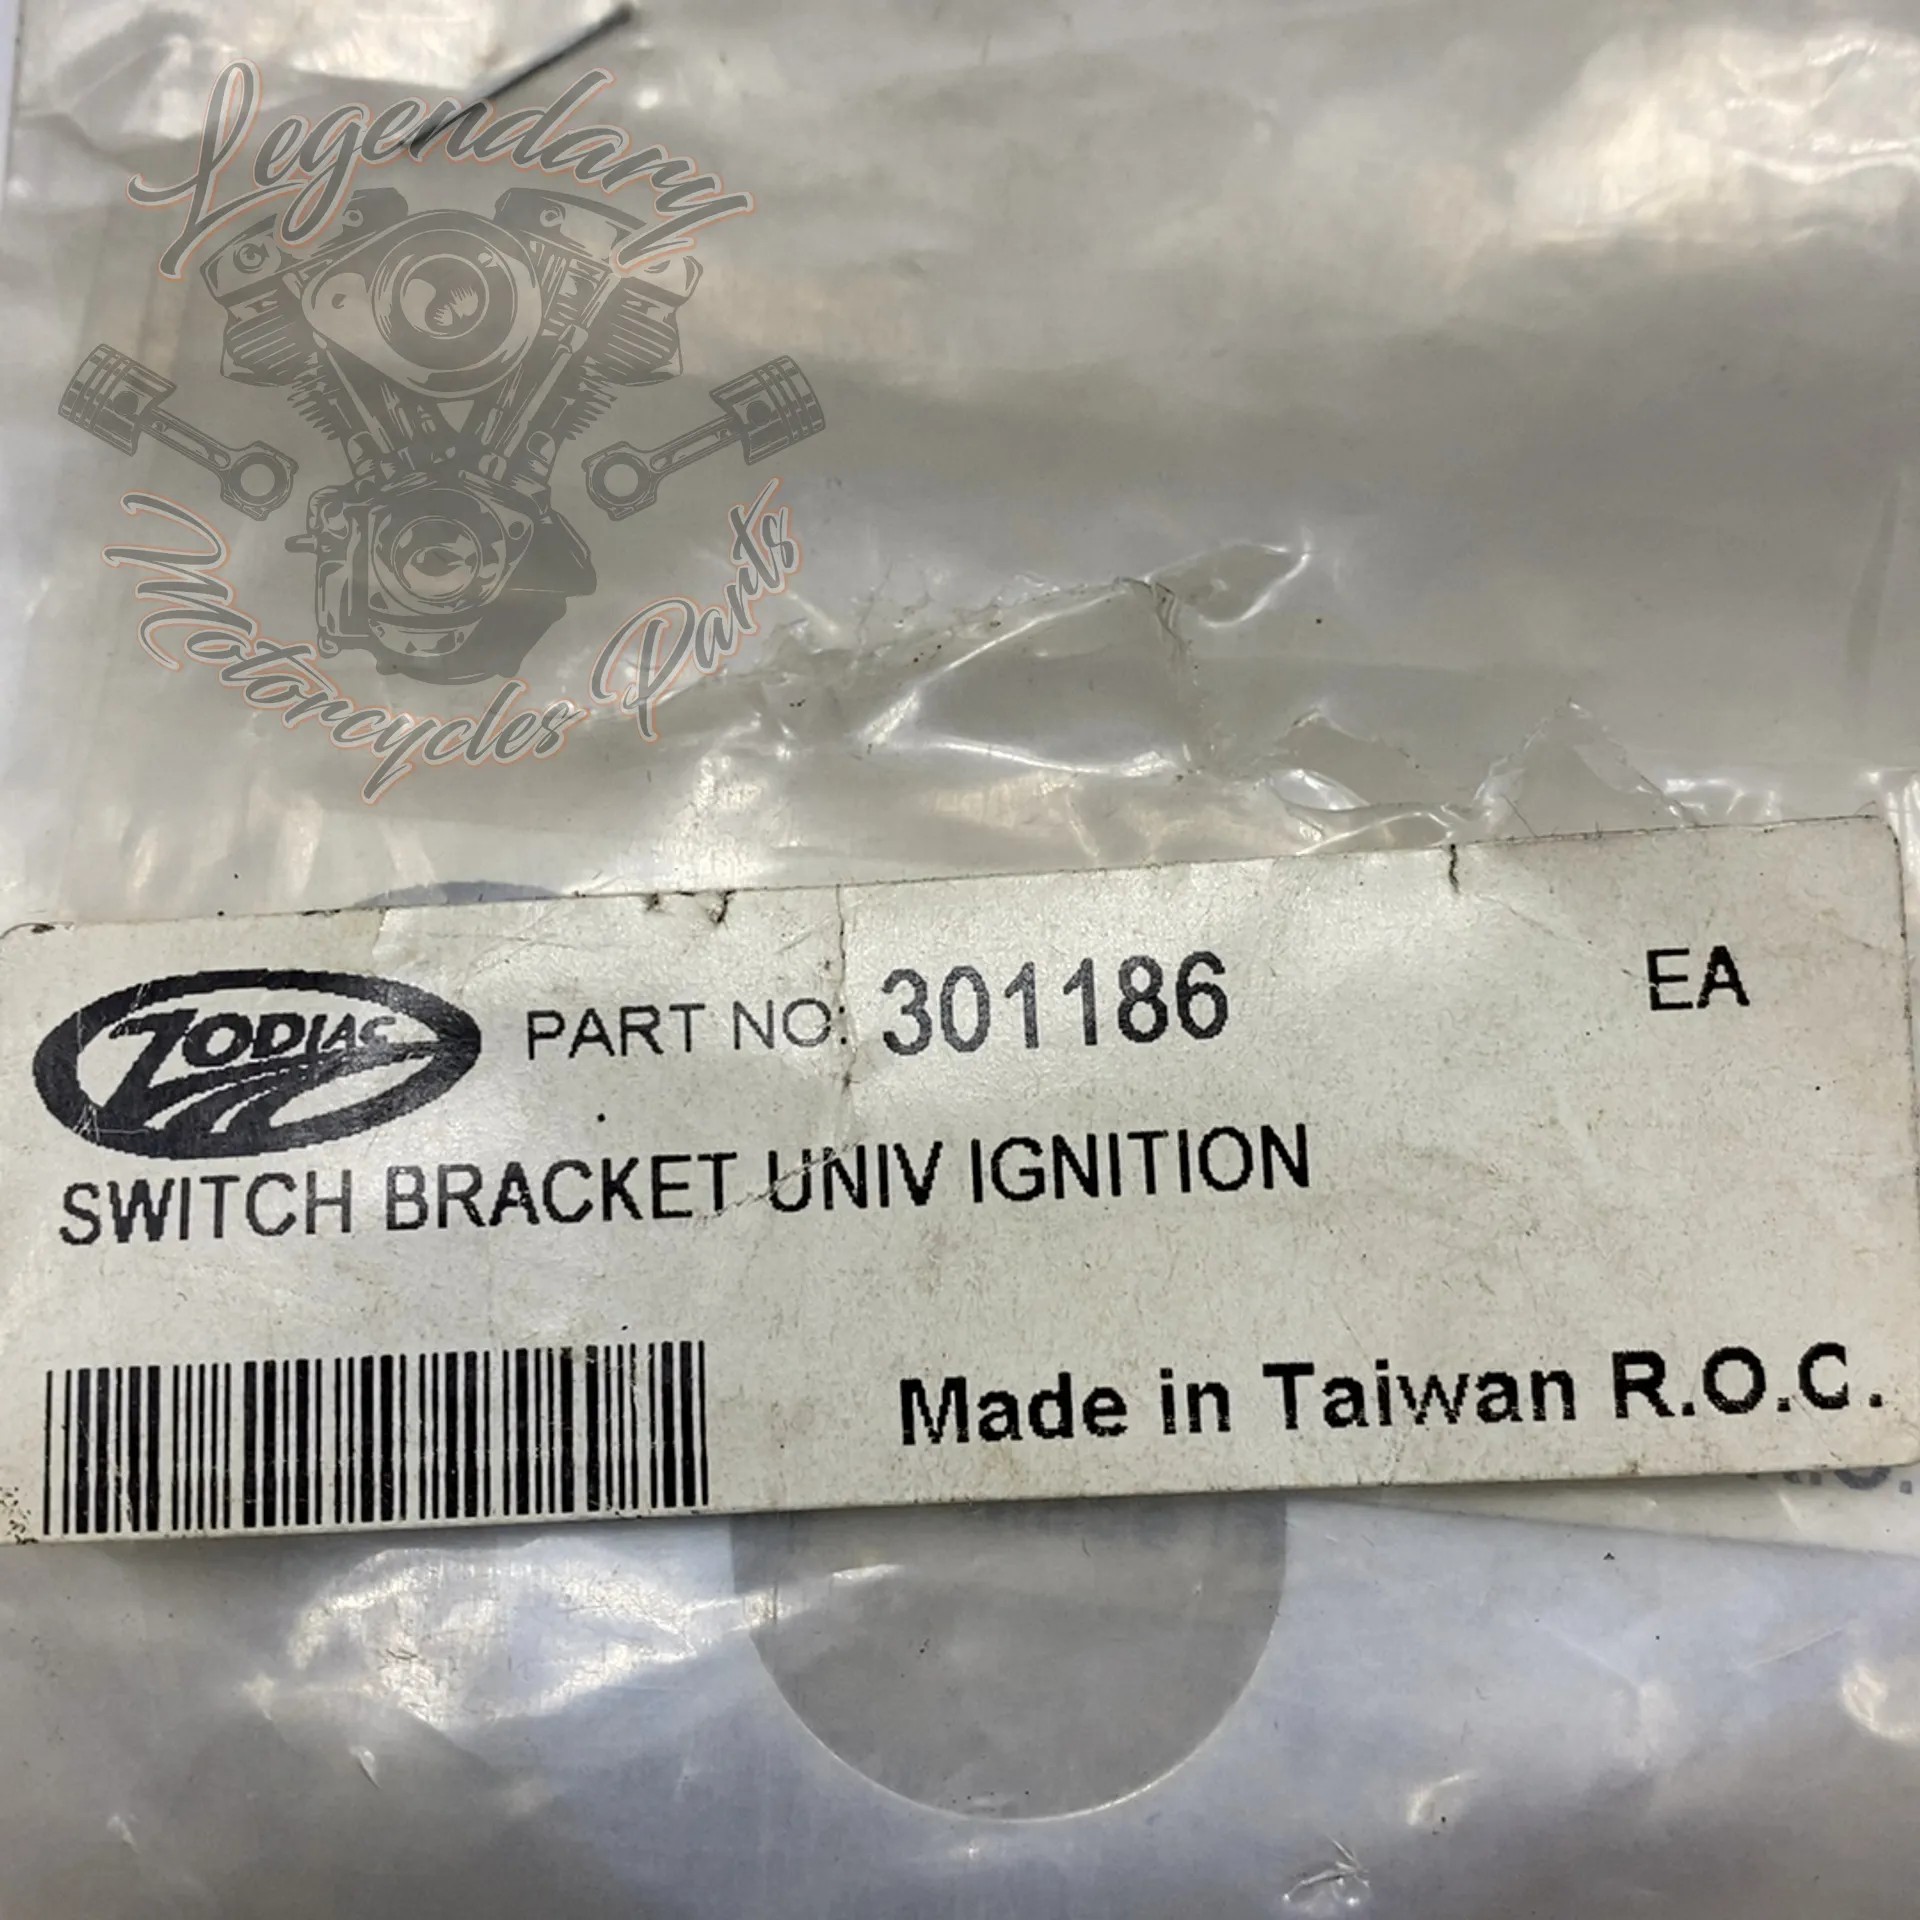 Legendary
Motorcycles Parts
ZODIAC
PART NO: 301186
EA
SWITCH BRACKET UNIV IGNITION
Made in Taiwan R.O.C.